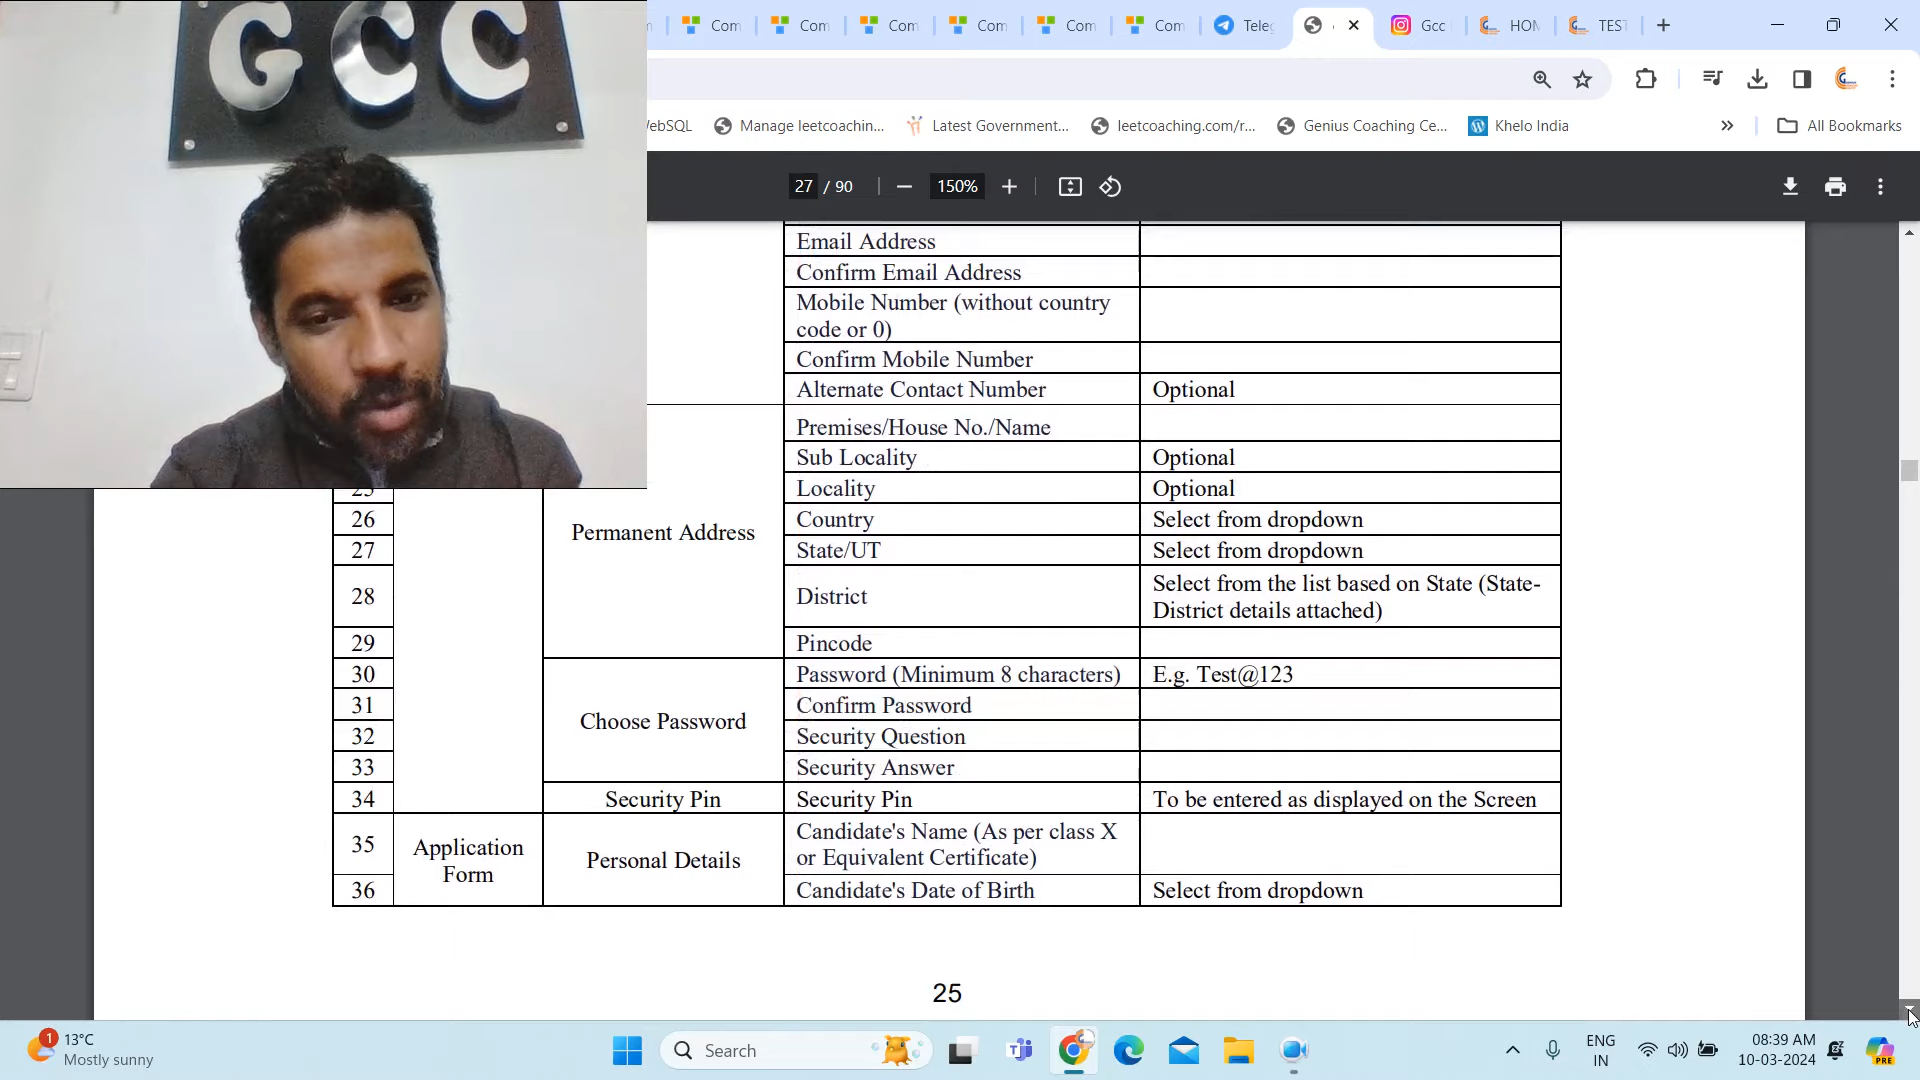 GCC
Com
Com
Com
Com
Com
Com
Teleg
Gcc
HOM
TEST
ebSQL
Manage leetcoachin...
Latest Government...
leetcoaching.com/r...
Genius Coaching Ce...
Khelo India
All Bookmarks
27 / 90
150%
Email Address
Confirm Email Address
Mobile Number (without country
code or 0)
Confirm Mobile Number
Alternate Contact Number
Optional
Premises/House No./Name
Sub Locality
Optional
Locality
Optional
26
Permanent Address
Country
Select from dropdown
27
State/UT
Select from dropdown
28
District
Select from the list based on State (State-
District details attached)
29
Pincode
30
Password (Minimum 8 characters)
E.g. Test@123
31
Choose Password
Confirm Password
32
Security Question
33
Security Answer
34
Security Pin
Security Pin
To be entered as displayed on the Screen
35
Application
Form
Personal Details
Candidate's Name (As per class X
or Equivalent Certificate)
36
Candidate's Date of Birth
Select from dropdown
25
1
13°C
Mostly sunny
Search
ENG
IN
08:39 AM
10-03-2024
PRE